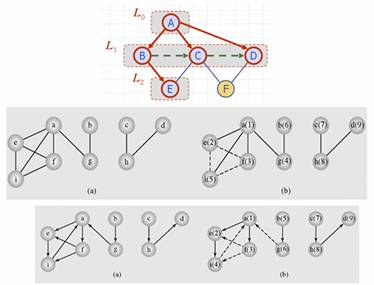 L₀
A
L₁
B C D
L₂
E F
a b c d
e
f g h
i
(a)
a(1) b(6) c(7) d(9)
e(2)
f(3) g(4) h(8)
i(5)
(b)
a b c d
e
f g h
i
(a)
a(1) b(5) c(7) d(9)
e(2)
f(3) g(6) h(8)
i(4)
(b)